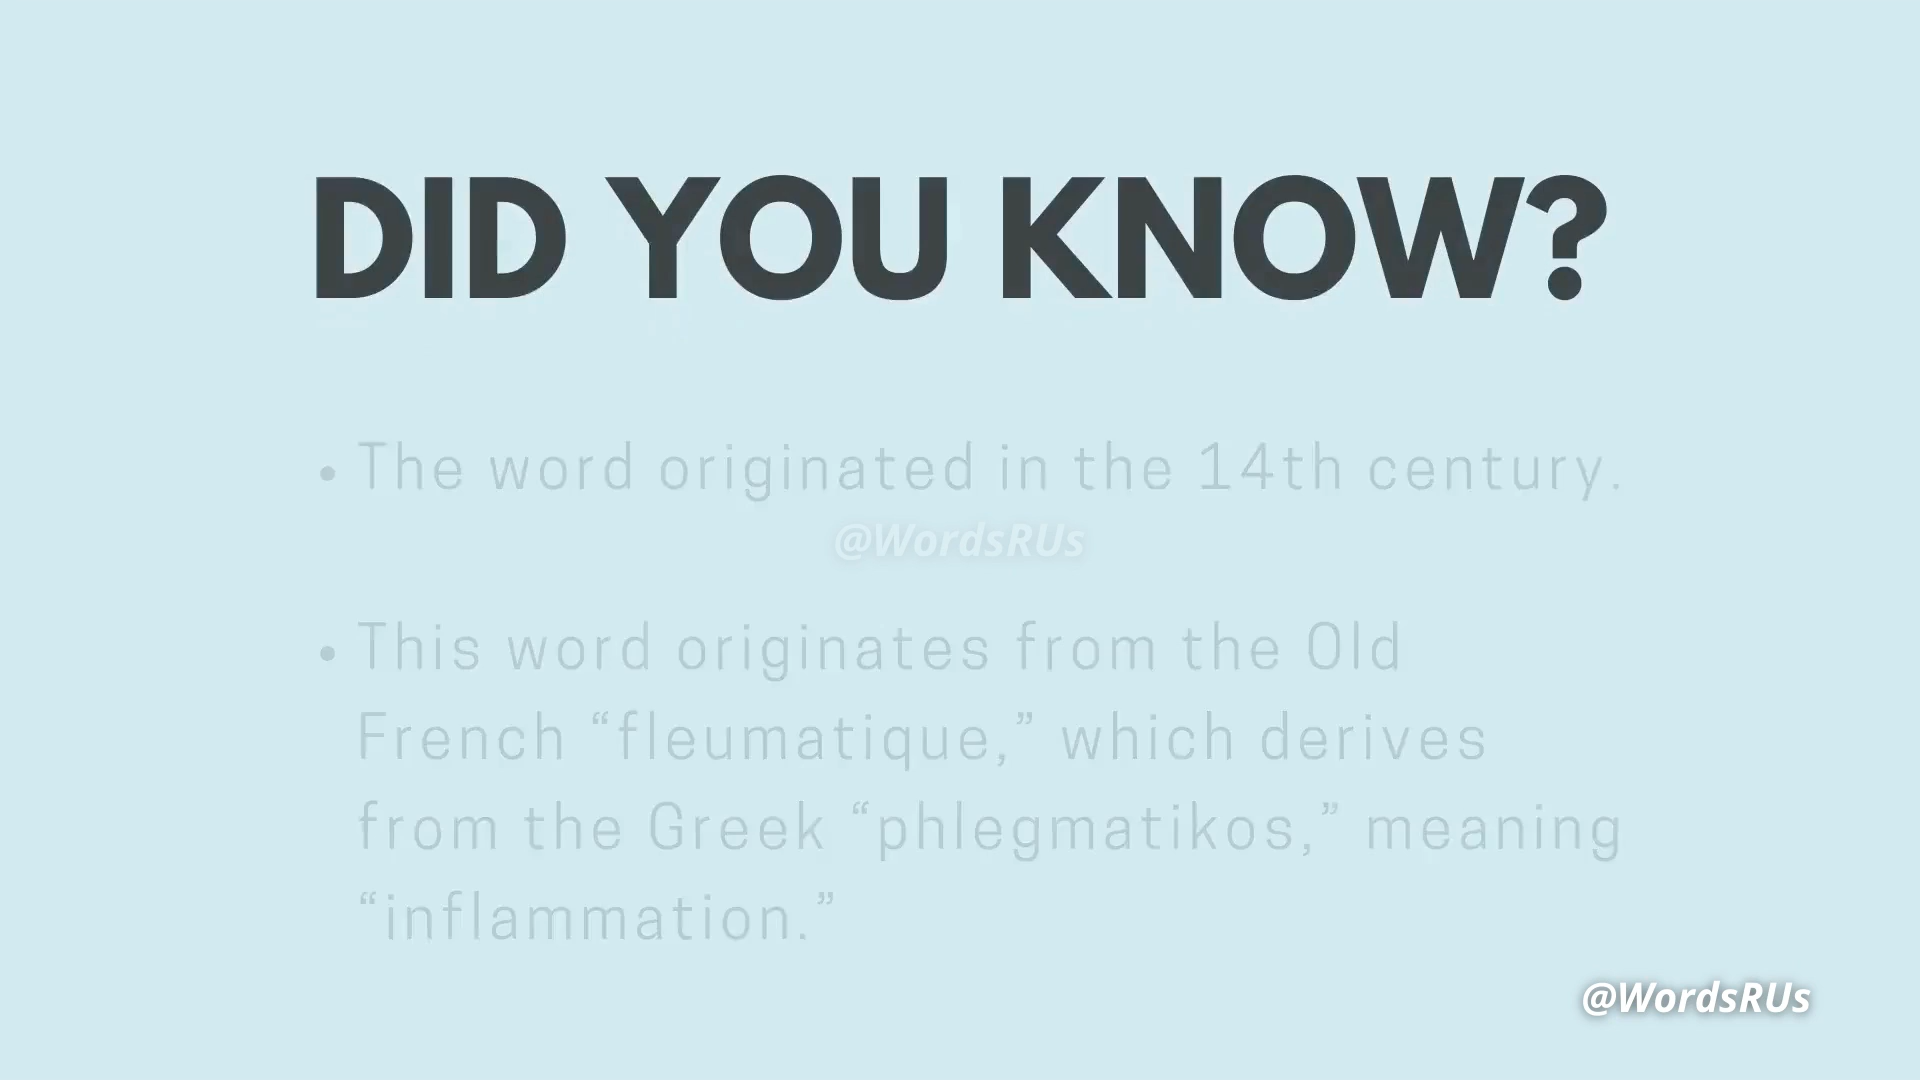 DID YOU KNOW?
• The word originated in the 14th century.
@WordsRUs
• This word originates from the Old
French “fleumatique,” which derives
from the Greek “phlegmatikos,” meaning
“inflammation.”
@WordsRUs